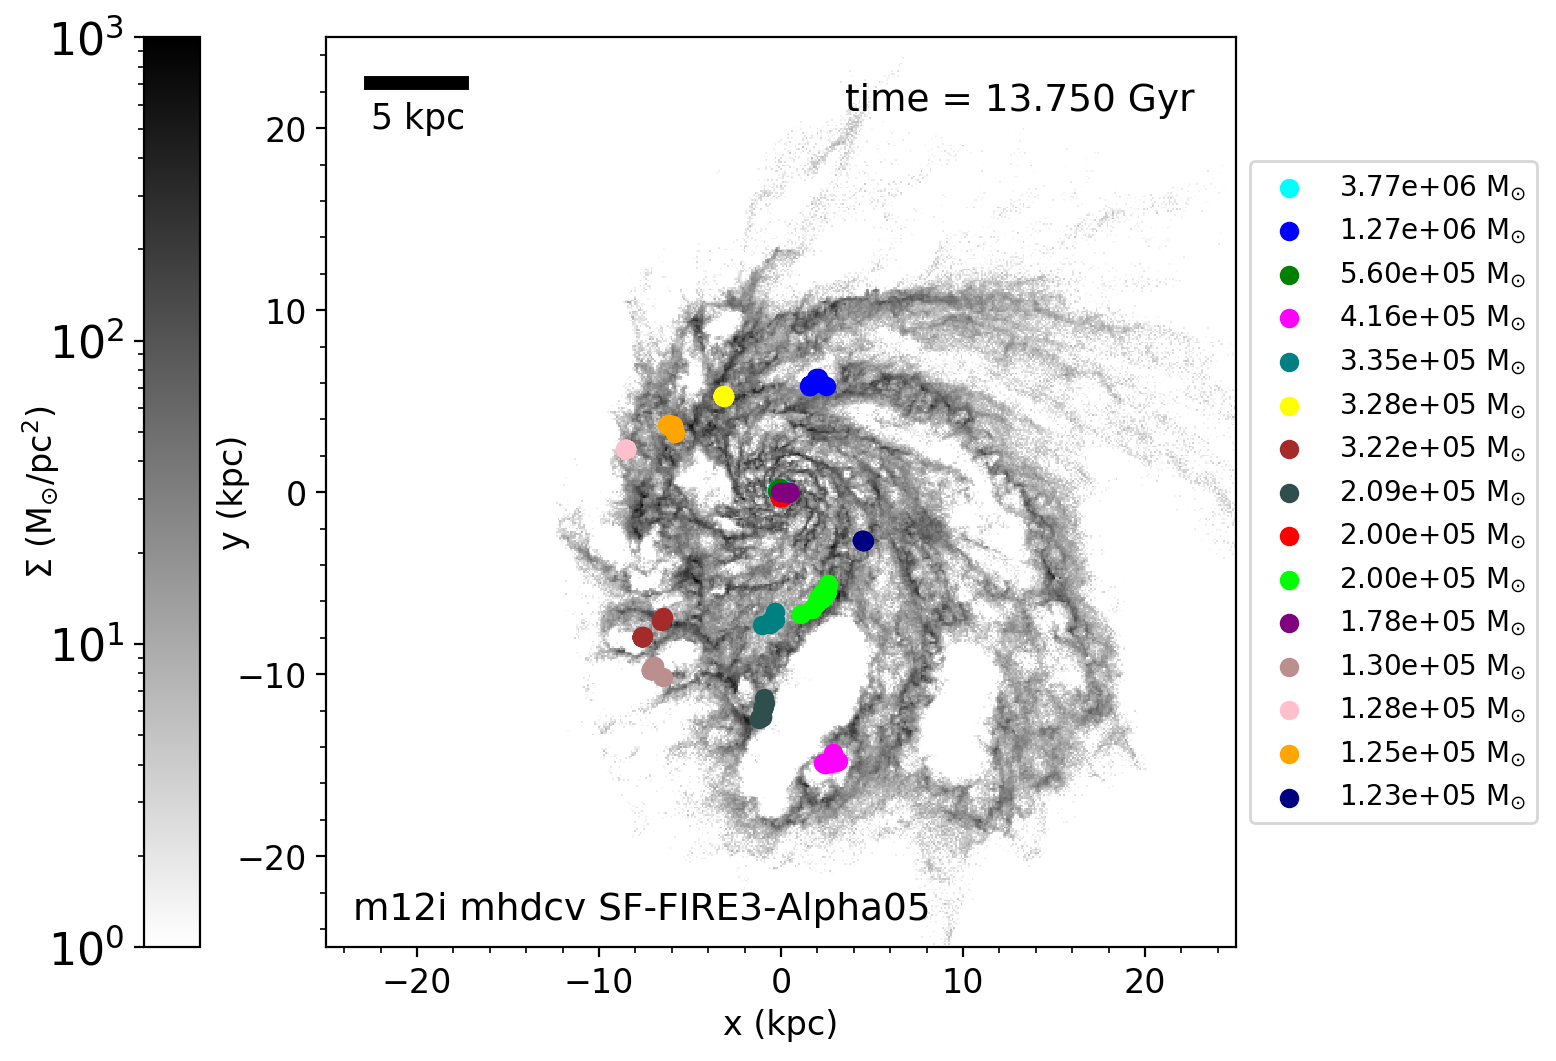 10³
10²
10¹
10⁰
Σ (M⊙/pc²)
y (kpc)
20
10
0
−10
−20
5 kpc
time = 13.750 Gyr
m12i mhdcv SF-FIRE3-Alpha05
−20
−10
0
10
20
x (kpc)
3.77e+06 M⊙
1.27e+06 M⊙
5.60e+05 M⊙
4.16e+05 M⊙
3.35e+05 M⊙
3.28e+05 M⊙
3.22e+05 M⊙
2.09e+05 M⊙
2.00e+05 M⊙
2.00e+05 M⊙
1.78e+05 M⊙
1.30e+05 M⊙
1.28e+05 M⊙
1.25e+05 M⊙
1.23e+05 M⊙